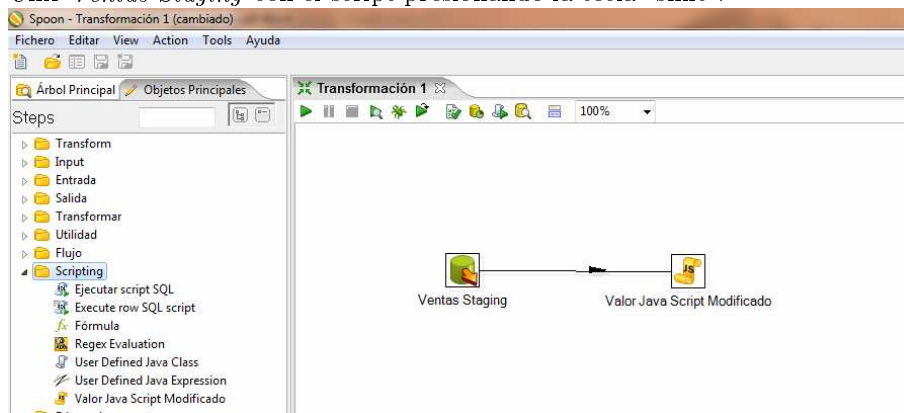 Spoon - Transformación 1 (cambiado)
Fichero Editar View Action Tools Ayuda
Árbol Principal Objetos Principales
Transformación 1
Steps
100%
Transform
Input
Entrada
Salida
Transformar
Utilidad
Flujo
Scripting
Ejecutar script SQL
Execute row SQL script
fx Fórmula
Regex Evaluation
User Defined Java Class
User Defined Java Expression
Valor Java Script Modificado
JS
Ventas Staging
Valor Java Script Modificado